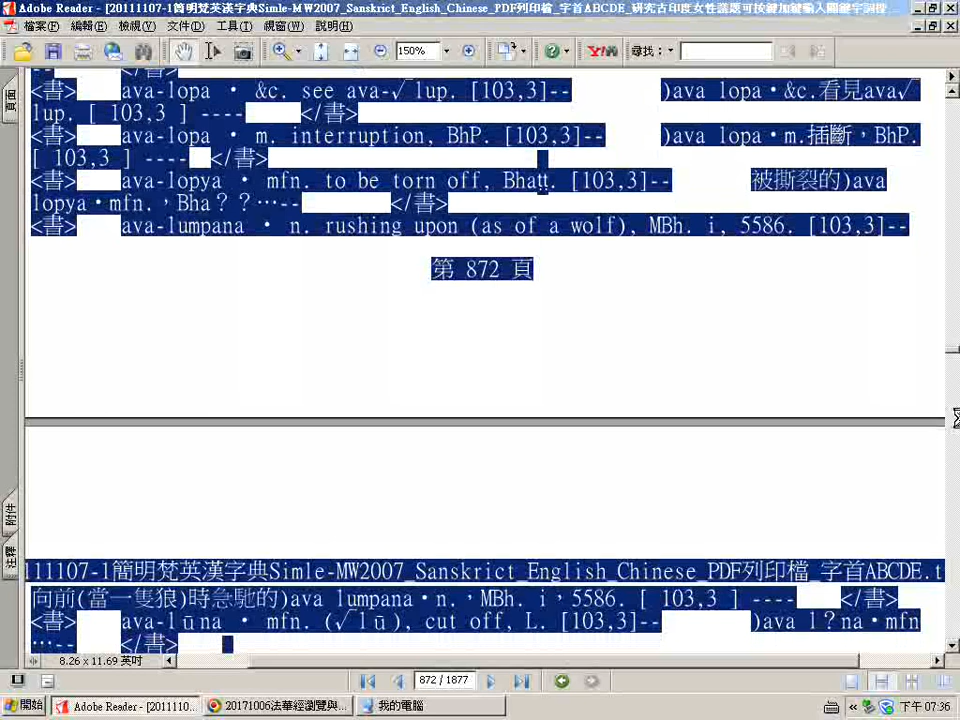 Adobe Reader - [20111107-1簡明梵英漢字典Simle-MW2007_Sanskrict_English_Chinese_PDF列印檔_字首ABCDE_研究古印度女性議題可按加鍵輸入關鍵字詞搜
檔案(F) 編輯(E) 檢視(V) 文件(D) 工具(T) 視窗(W) 說明(H)
150% Y! 尋找:
頁面
-- </書>
<書> ava-lopa • &c. see ava-√ lup. [103,3]-- )ava lopa•&c.看見ava√
lup. [ 103,3 ] ---- </書>
<書> ava-lopa • m. interruption, BhP. [103,3]-- )ava lopa•m.插斷,BhP.
[ 103,3 ] ---- </書>
<書> ava-lopya • mfn. to be torn off, Bhaṭṭ. [103,3]-- 被撕裂的)ava
lopya•mfn.,Bha??…-- </書>
<書> ava-lumpana • n. rushing upon (as of a wolf), MBh. i, 5586. [103,3]--
第 872 頁
附件
注釋
111107-1簡明梵英漢字典Simle-MW2007_Sanskrict_English_Chinese_PDF列印檔_字首ABCDE.t
向前(當一隻狼)時急馳的)ava lumpana•n.,MBh. i,5586. [ 103,3 ] ---- </書>
<書> ava-lūna • mfn. (√lū), cut off, L. [103,3]-- )ava l?na•mfn
…-- </書>
8.26 x 11.69 英吋
872 / 1877
開始 Adobe Reader - [2011110... 20171006法華經瀏覽與... 我的電腦 下午 07:36